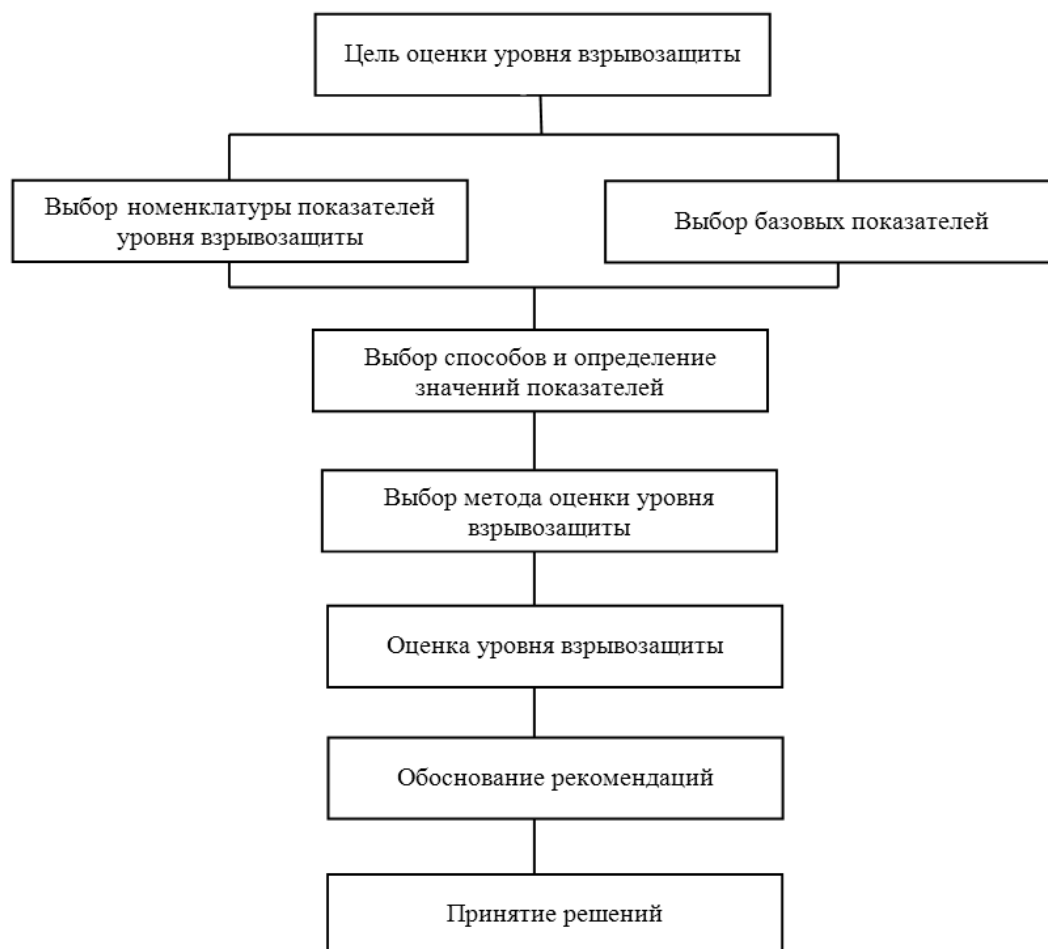 Цель оценки уровня взрывозащиты
Выбор номенклатуры показателей
уровня взрывозащиты
Выбор базовых показателей
Выбор способов и определение
значений показателей
Выбор метода оценки уровня
взрывозащиты
Оценка уровня взрывозащиты
Обоснование рекомендаций
Принятие решений